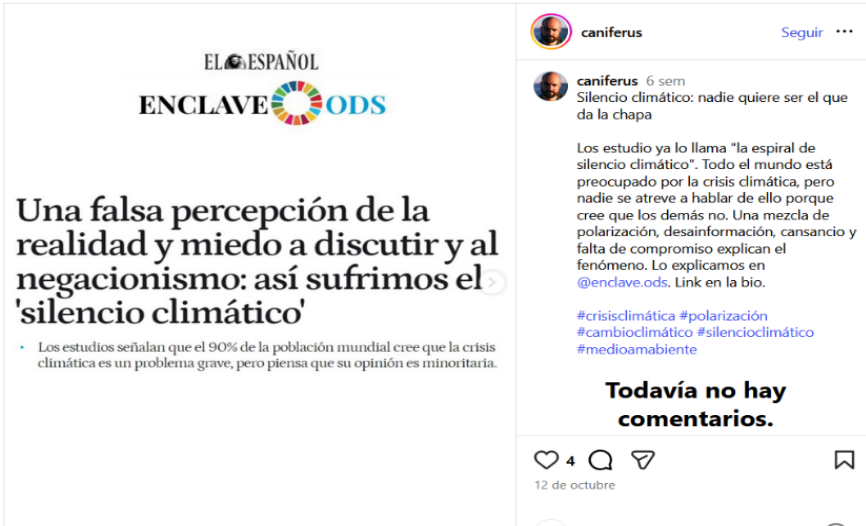 EL ESPAÑOL
ENCLAVE ODS
Una falsa percepción de la
realidad y miedo a discutir y al
negacionismo: así sufrimos el
'silencio climático'
• Los estudios señalan que el 90% de la población mundial cree que la crisis
climática es un problema grave, pero piensa que su opinión es minoritaria.
caniferus
Seguir
caniferus 6 sem
Silencio climático: nadie quiere ser el que
da la chapa
Los estudio ya lo llama "la espiral de
silencio climático". Todo el mundo está
preocupado por la crisis climática, pero
nadie se atreve a hablar de ello porque
cree que los demás no. Una mezcla de
polarización, desainformación, cansancio y
falta de compromiso explican el
fenómeno. Lo explicamos en
@enclave.ods. Link en la bio.
#crisisclimática #polarización
#cambioclimático #silencioclimático
#medioamabiente
Todavía no hay
comentarios.
4
12 de octubre